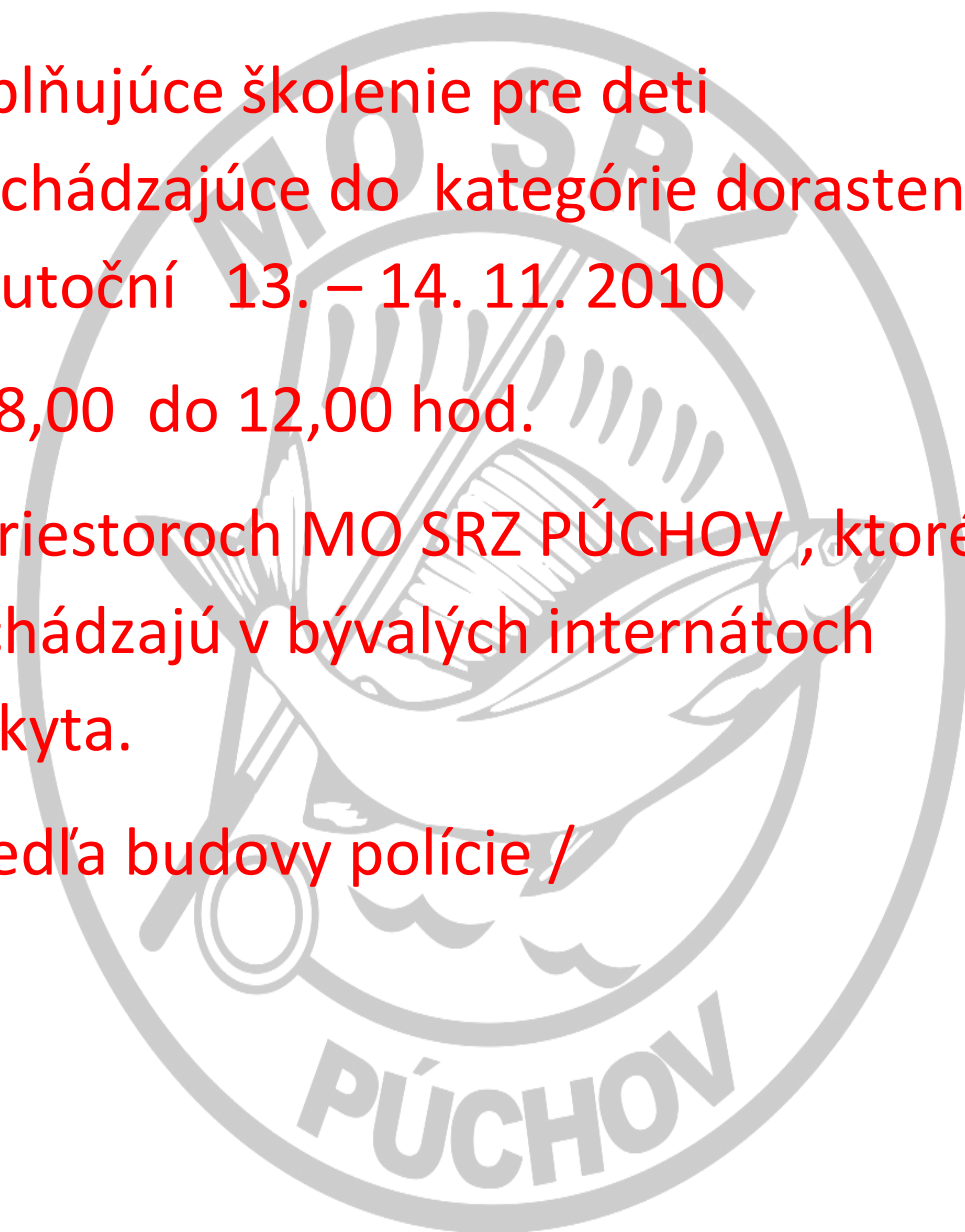 MO SRZ
plňujúce školenie pre deti
chádzajúce do kategórie dorasten
utoční 13. – 14. 11. 2010
8,00 do 12,00 hod.
riestoroch MO SRZ PÚCHOV , ktoré
chádzajú v bývalých internátoch
kyta.
edľa budovy polície /
PÚCHOV